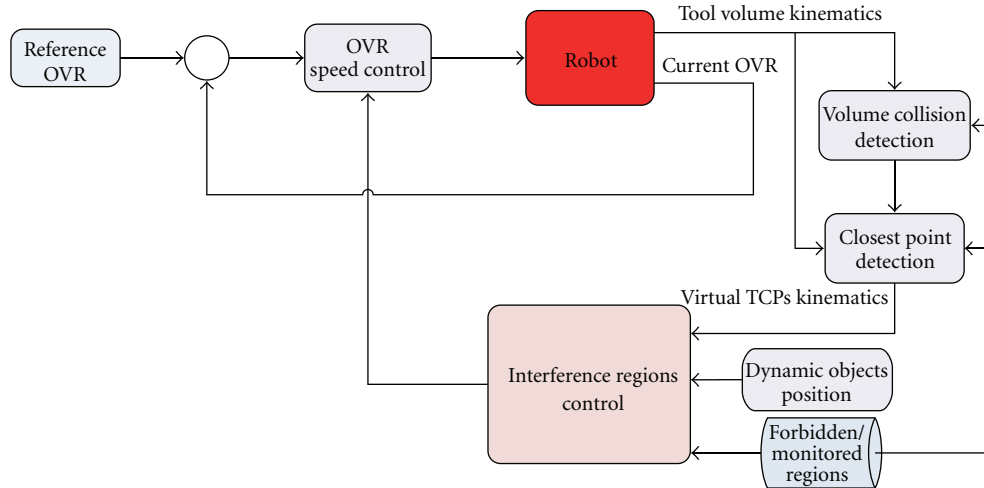 Tool volume kinematics
Reference
OVR
OVR
speed control
Robot
Current OVR
Volume collision
detection
Closest point
detection
Virtual TCPs kinematics
Interference regions
control
Dynamic objects
position
Forbidden/
monitored
regions